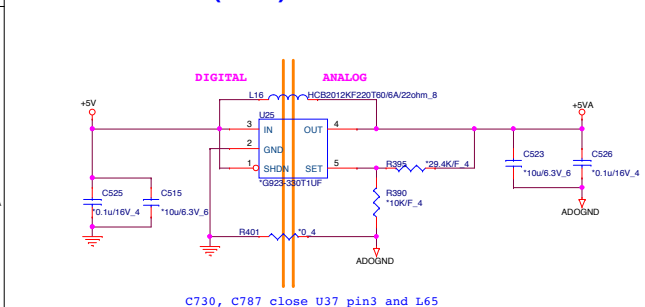 DIGITAL ANALOG
L16 HCB2012KF220T60/6A/22ohm_8
+5V
+5VA
U25
3 IN OUT 4
2 GND
1 SHDN SET 5
*G923-330T1UF
R395 *29.4K/F_4
C523
*10u/6.3V_6
C526
*0.1u/16V_4
C525
*0.1u/16V_4
C515
*10u/6.3V_6
R390
*10K/F_4
ADOGND
R401 *0_4
ADOGND
C730, C787 close U37 pin3 and L65